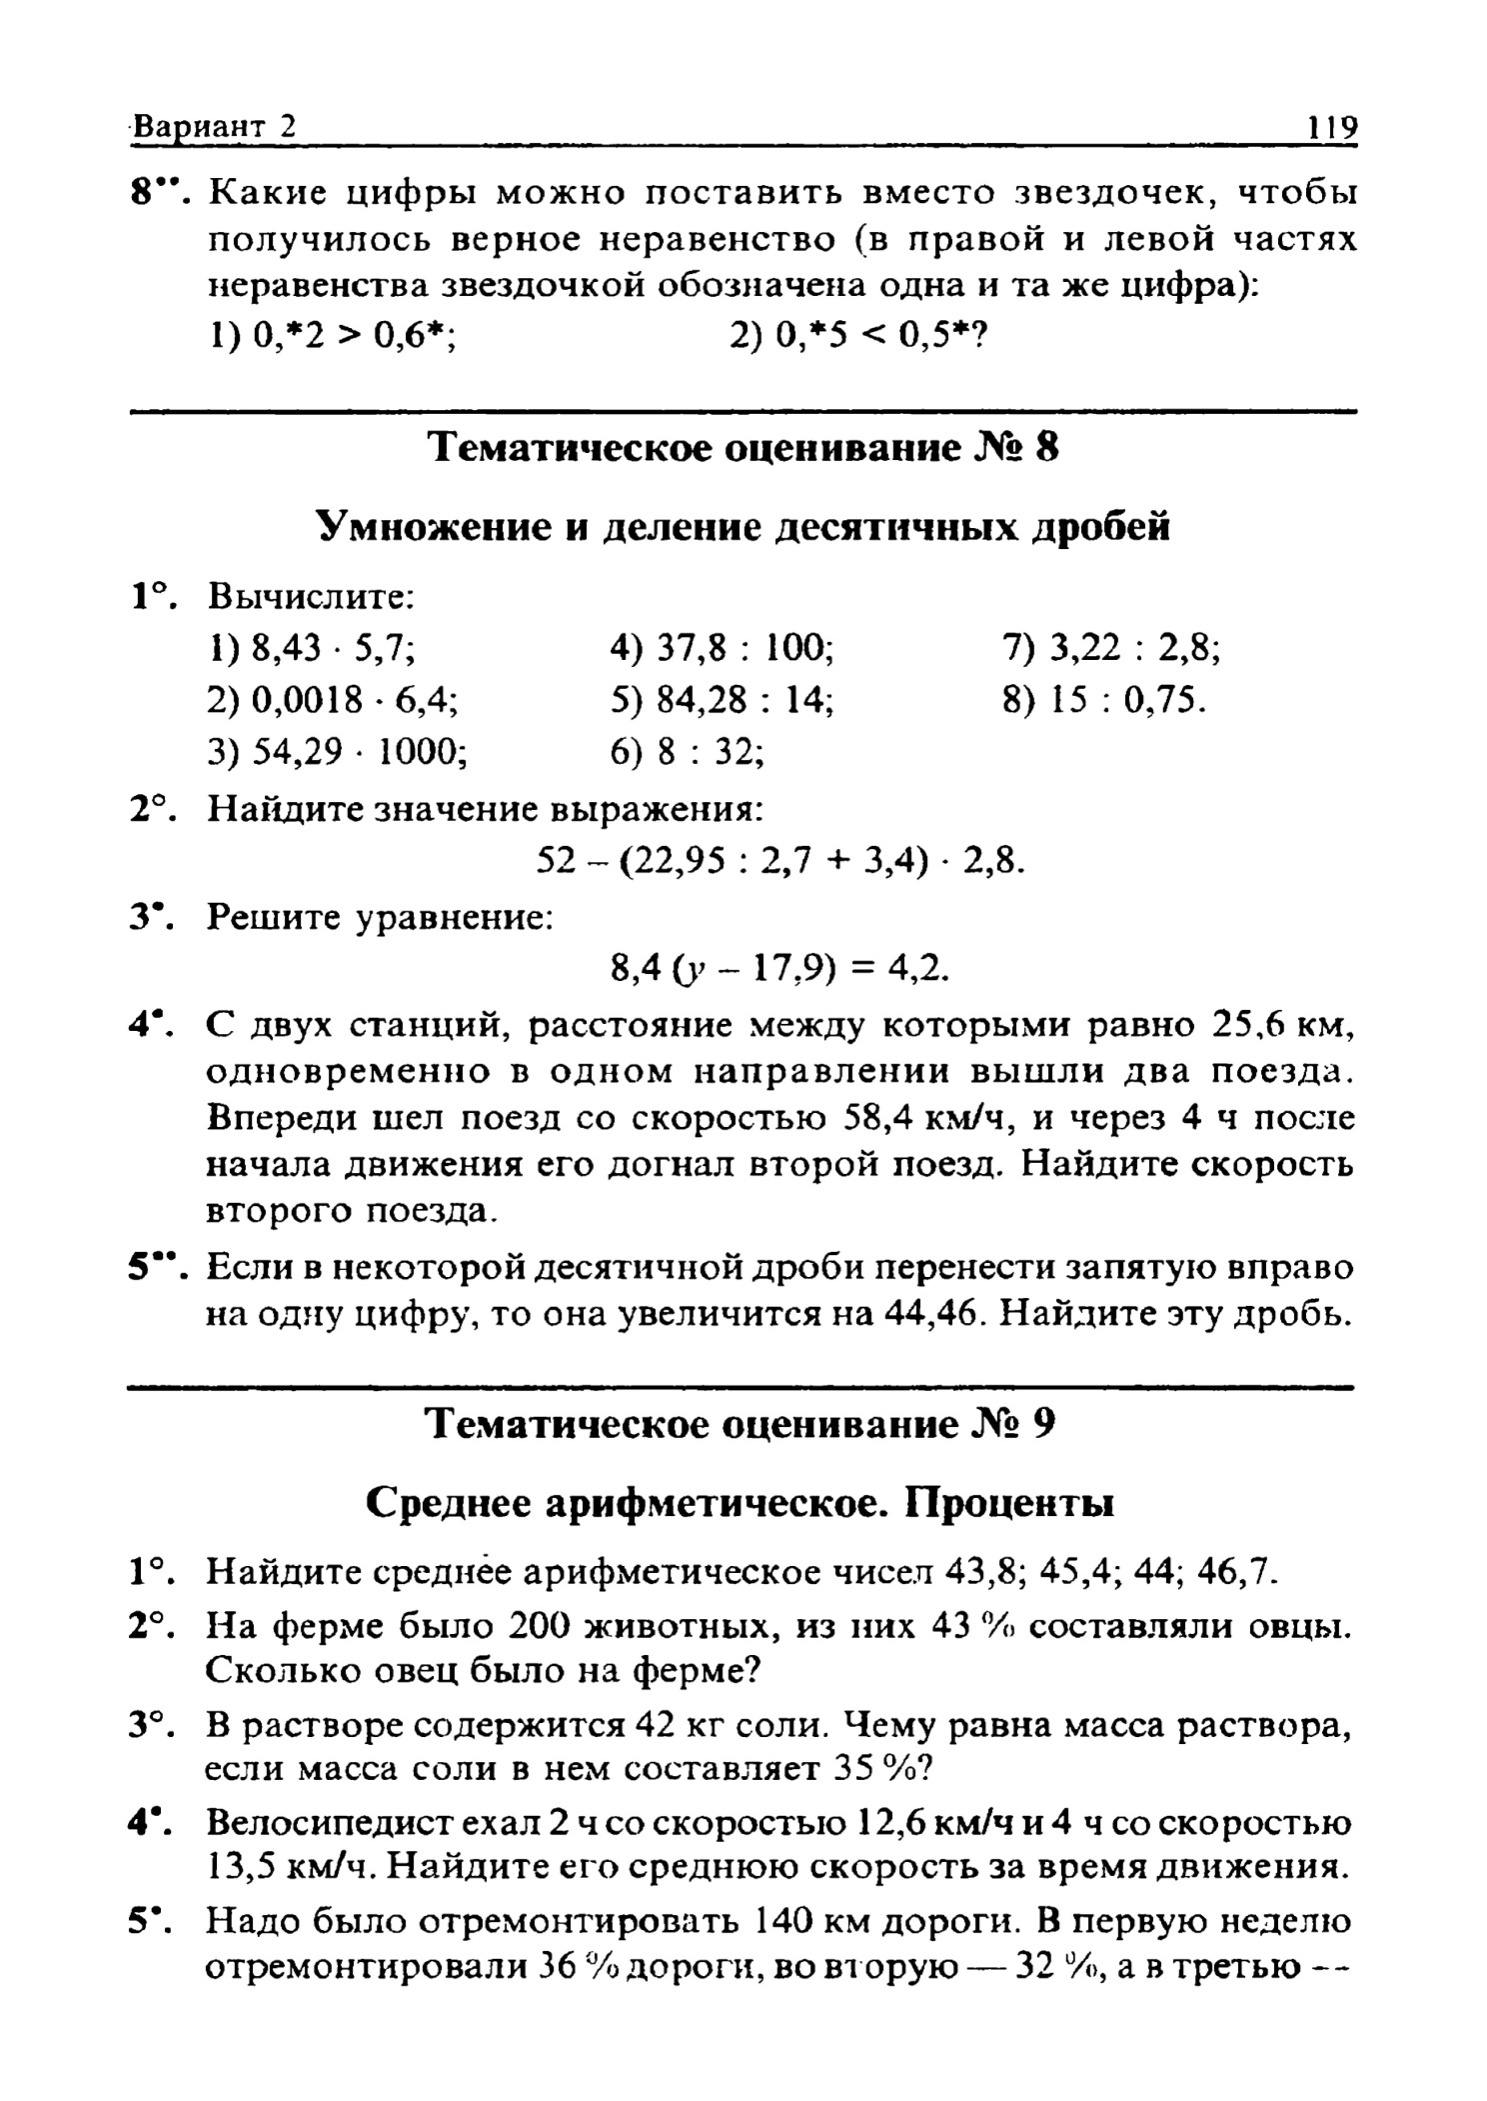 Вариант 2 119
8••. Какие цифры можно поставить вместо звездочек, чтобы
получилось верное неравенство (в правой и левой частях
неравенства звездочкой обозначена одна и та же цифра):
1) 0,*2 > 0,6*; 2) 0,*5 < 0,5*?
Тематическое оценивание № 8
Умножение и деление десятичных дробей
1°. Вычислите:
1) 8,43 · 5,7; 4) 37,8 : 100; 7) 3,22 : 2,8;
2) 0,0018 · 6,4; 5) 84,28 : 14; 8) 15 : 0,75.
3) 54,29 · 1000; 6) 8 : 32;
2°. Найдите значение выражения:
52 – (22,95 : 2,7 + 3,4) · 2,8.
3•. Решите уравнение:
8,4 (y – 17,9) = 4,2.
4•. С двух станций, расстояние между которыми равно 25,6 км,
одновременно в одном направлении вышли два поезда.
Впереди шел поезд со скоростью 58,4 км/ч, и через 4 ч после
начала движения его догнал второй поезд. Найдите скорость
второго поезда.
5••. Если в некоторой десятичной дроби перенести запятую вправо
на одну цифру, то она увеличится на 44,46. Найдите эту дробь.
Тематическое оценивание № 9
Среднее арифметическое. Проценты
1°. Найдите среднее арифметическое чисел 43,8; 45,4; 44; 46,7.
2°. На ферме было 200 животных, из них 43 % составляли овцы.
Сколько овец было на ферме?
3°. В растворе содержится 42 кг соли. Чему равна масса раствора,
если масса соли в нем составляет 35 %?
4•. Велосипедист ехал 2 ч со скоростью 12,6 км/ч и 4 ч со скоростью
13,5 км/ч. Найдите его среднюю скорость за время движения.
5•. Надо было отремонтировать 140 км дороги. В первую неделю
отремонтировали 36 % дороги, во вторую — 32 %, а в третью —